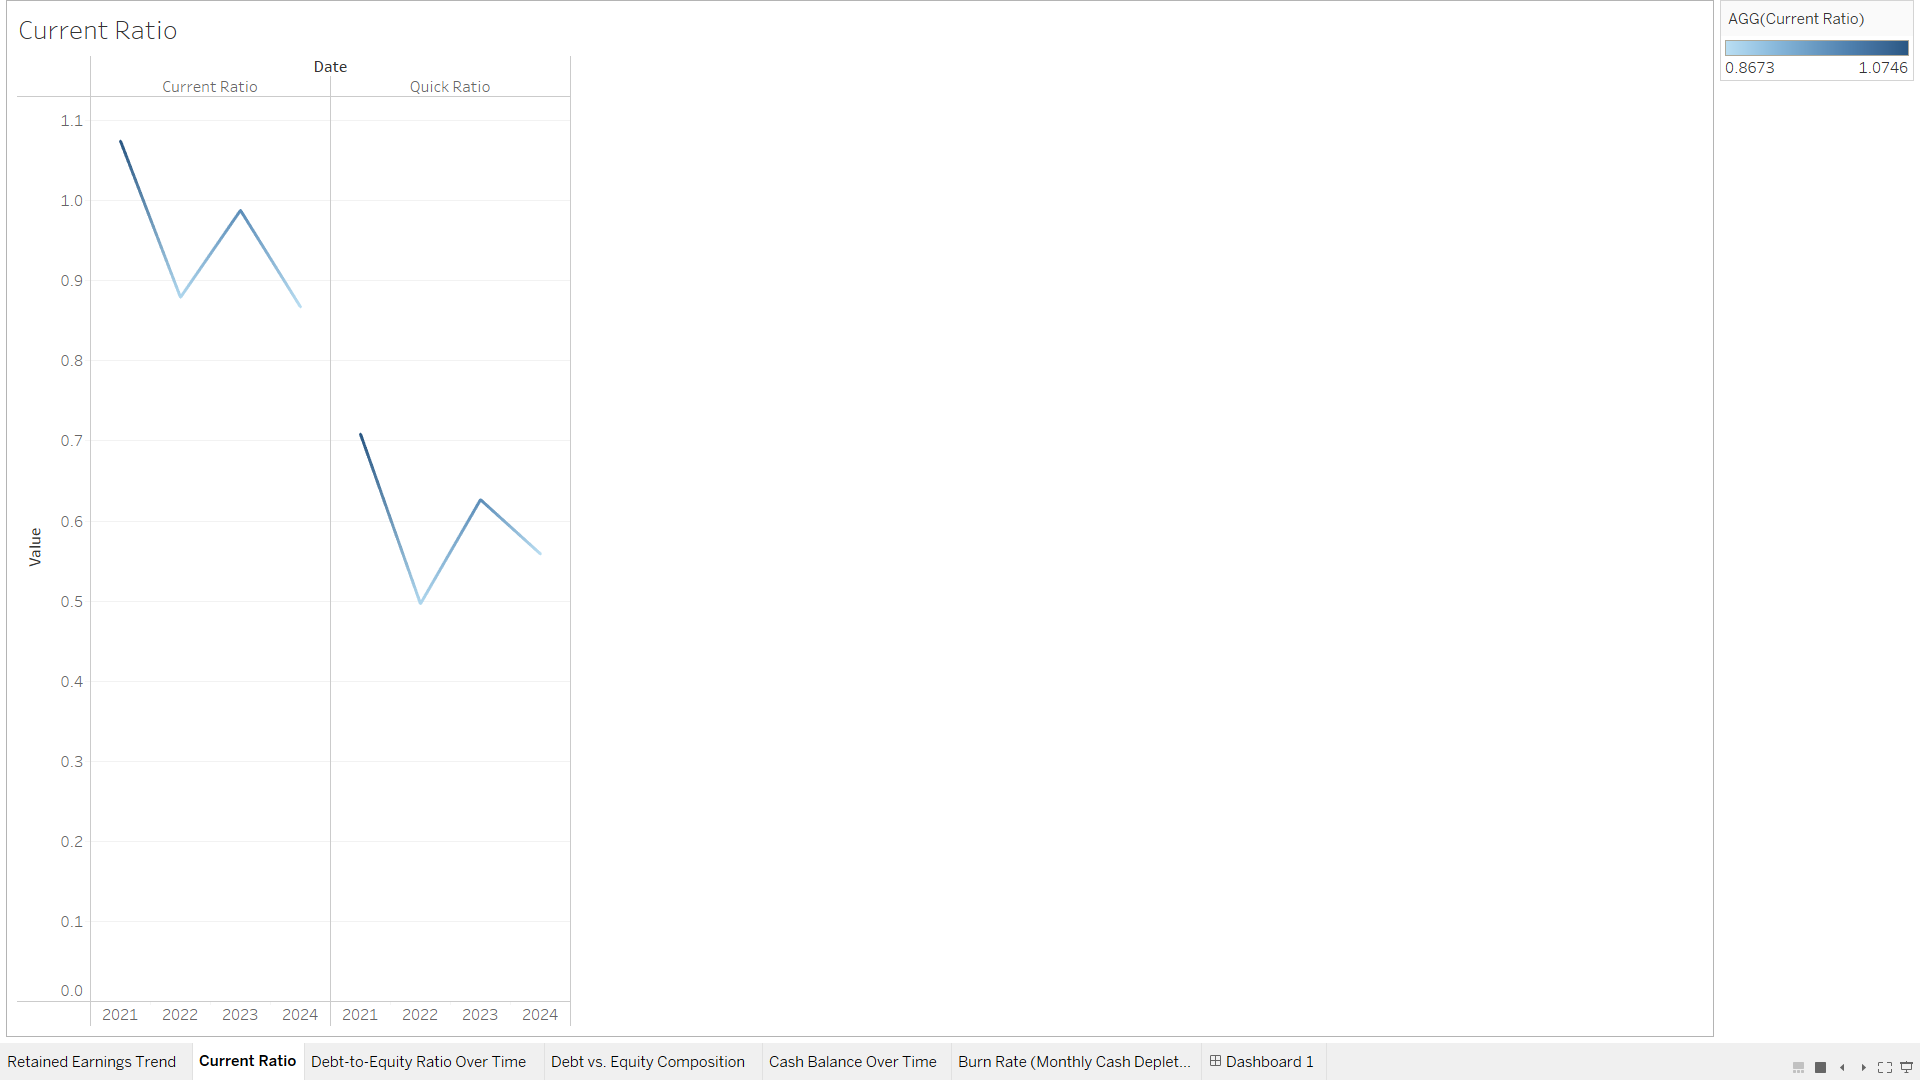 Current Ratio
AGG(Current Ratio)
0.8673 1.0746
Date
Current Ratio Quick Ratio
1.1
1.0
0.9
0.8
0.7
0.6
0.5
0.4
0.3
0.2
0.1
0.0
Value
2021 2022 2023 2024 2021 2022 2023 2024
Retained Earnings Trend Current Ratio Debt-to-Equity Ratio Over Time Debt vs. Equity Composition Cash Balance Over Time Burn Rate (Monthly Cash Deplet... Dashboard 1